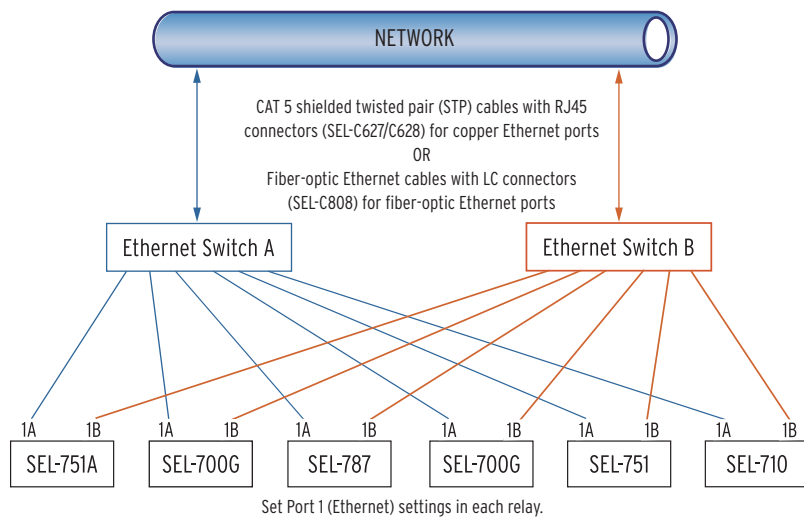 NETWORK
CAT 5 shielded twisted pair (STP) cables with RJ45
connectors (SEL-C627/C628) for copper Ethernet ports
OR
Fiber-optic Ethernet cables with LC connectors
(SEL-C808) for fiber-optic Ethernet ports
Ethernet Switch A
Ethernet Switch B
1A 1B 1A 1B 1A 1B 1A 1B 1A 1B 1A 1B
SEL-751A SEL-700G SEL-787 SEL-700G SEL-751 SEL-710
Set Port 1 (Ethernet) settings in each relay.